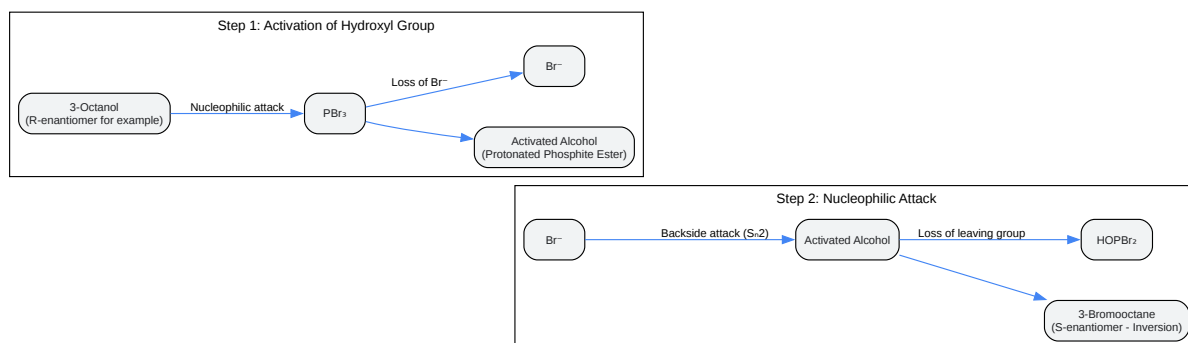 Step 1: Activation of Hydroxyl Group
Br⁻
Loss of Br⁻
3-Octanol
(R-enantiomer for example)
Nucleophilic attack
PBr₃
Activated Alcohol
(Protonated Phosphite Ester)
Step 2: Nucleophilic Attack
Br⁻
Backside attack (Sₙ2)
Activated Alcohol
Loss of leaving group
HOPBr₂
3-Bromooctane
(S-enantiomer - Inversion)